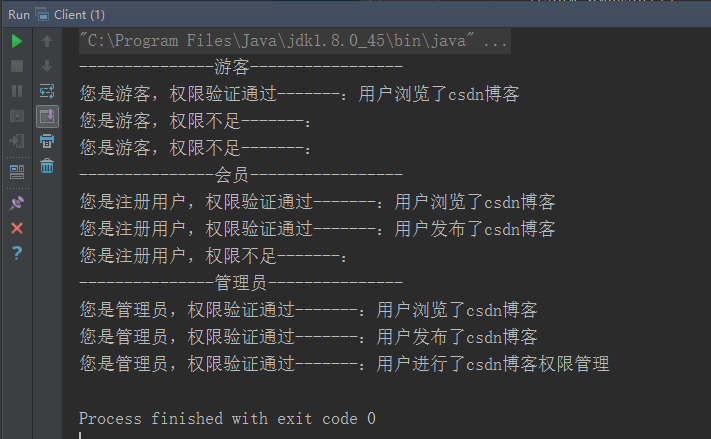 Run Client (1)
"C:\Program Files\Java\jdk1.8.0_45\bin\java" ...
---------------游客-----------------
您是游客，权限验证通过-------：用户浏览了csdn博客
您是游客，权限不足-------：
您是游客，权限不足-------：
---------------会员-----------------
您是注册用户，权限验证通过-------：用户浏览了csdn博客
您是注册用户，权限验证通过-------：用户发布了csdn博客
您是注册用户，权限不足-------：
---------------管理员---------------
您是管理员，权限验证通过-------：用户浏览了csdn博客
您是管理员，权限验证通过-------：用户发布了csdn博客
您是管理员，权限验证通过-------：用户进行了csdn博客权限管理
Process finished with exit code 0